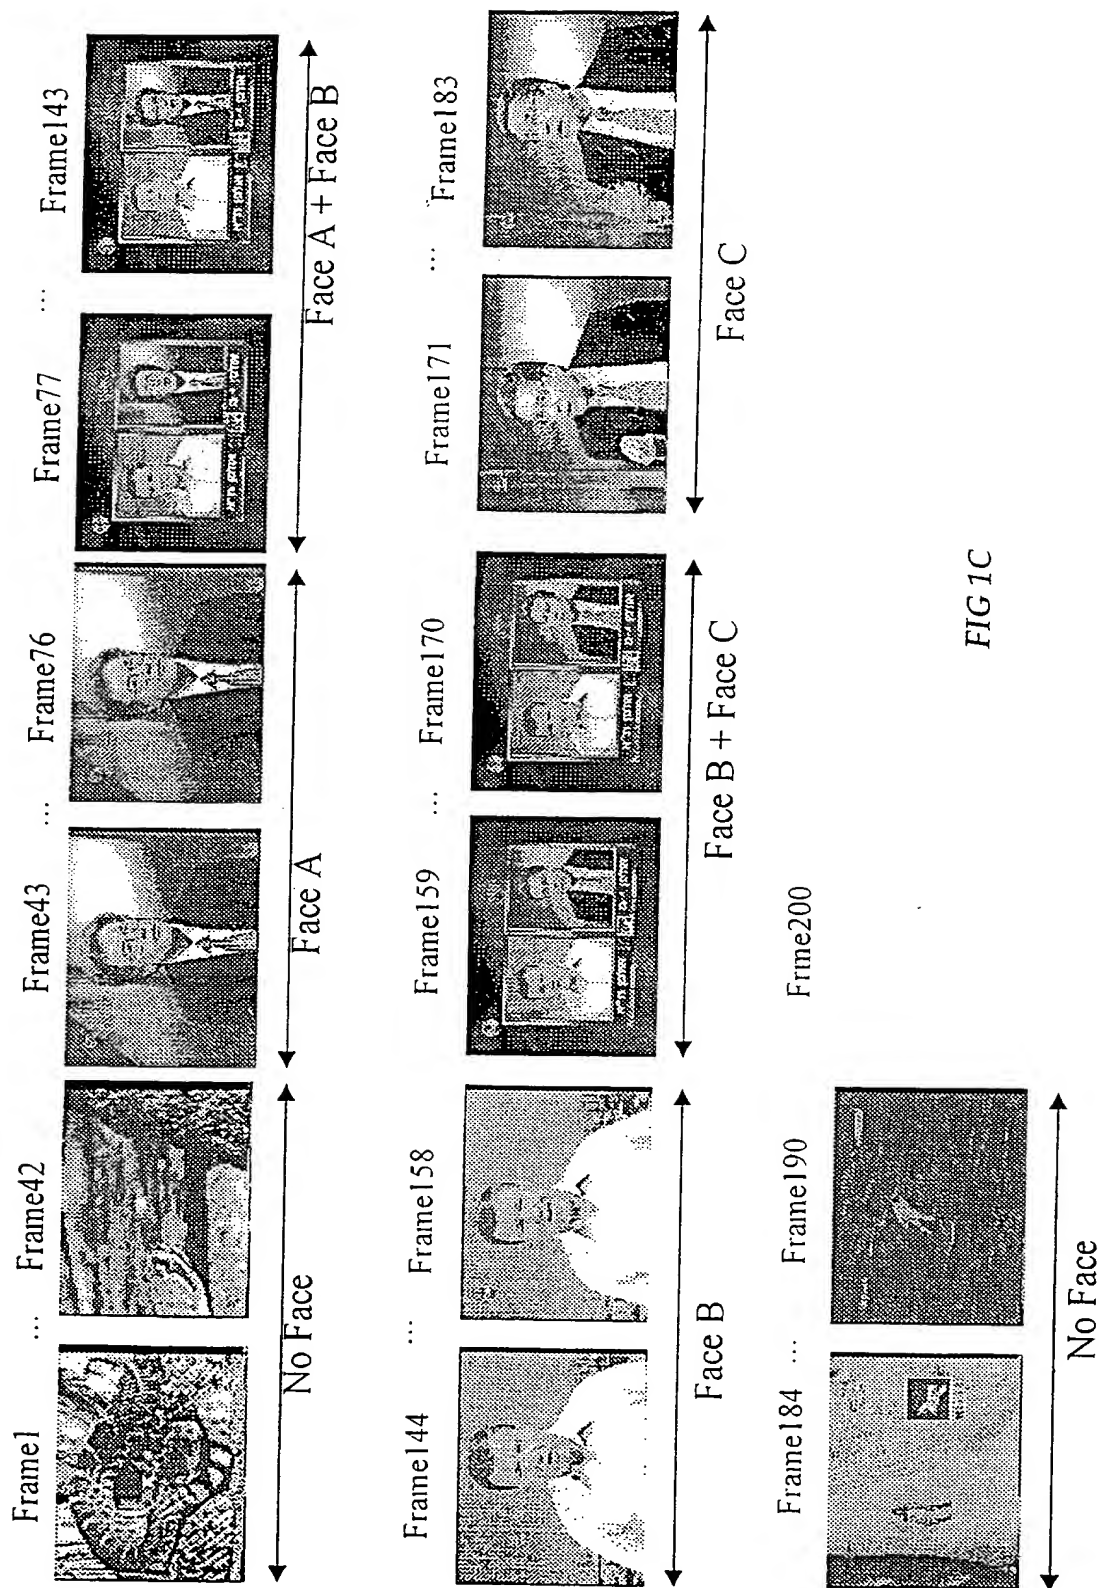 Frame1 ... Frame42 Frame43 ... Frame76 Frame77 ... Frame143
No Face Face A Face A + Face B
Frame144 ... Frame158 Frame159 ... Frame170 Frame171 ... Frame183
Face B Face B + Face C Face C
Frame184 ... Frame190 Frme200
No Face
FIG 1C